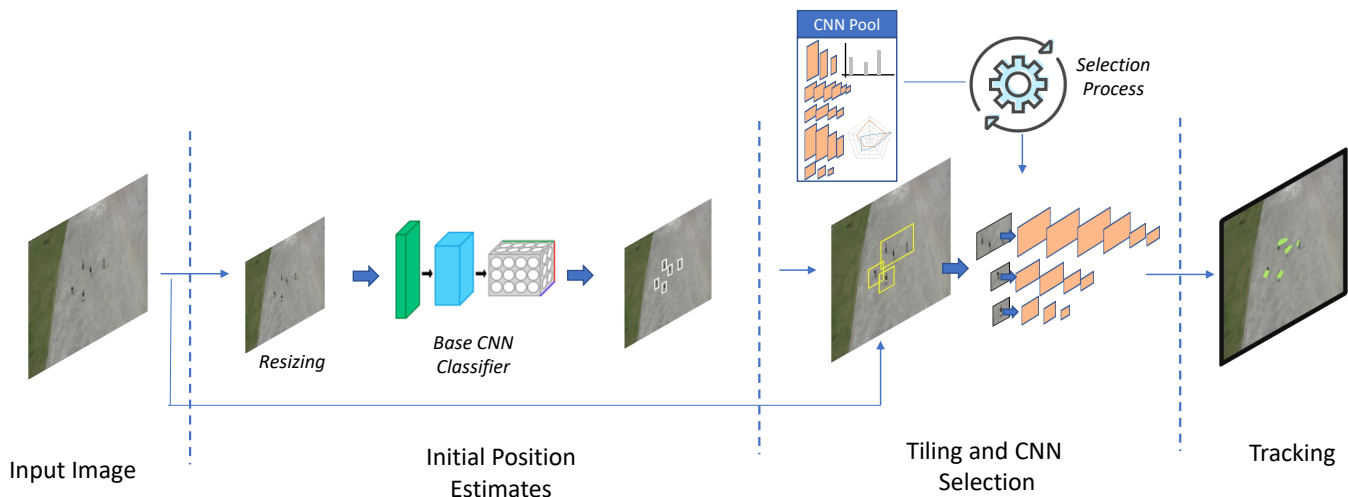 CNN Pool
Selection
Process
Resizing
Base CNN
Classifier
Input Image
Initial Position
Estimates
Tiling and CNN
Selection
Tracking